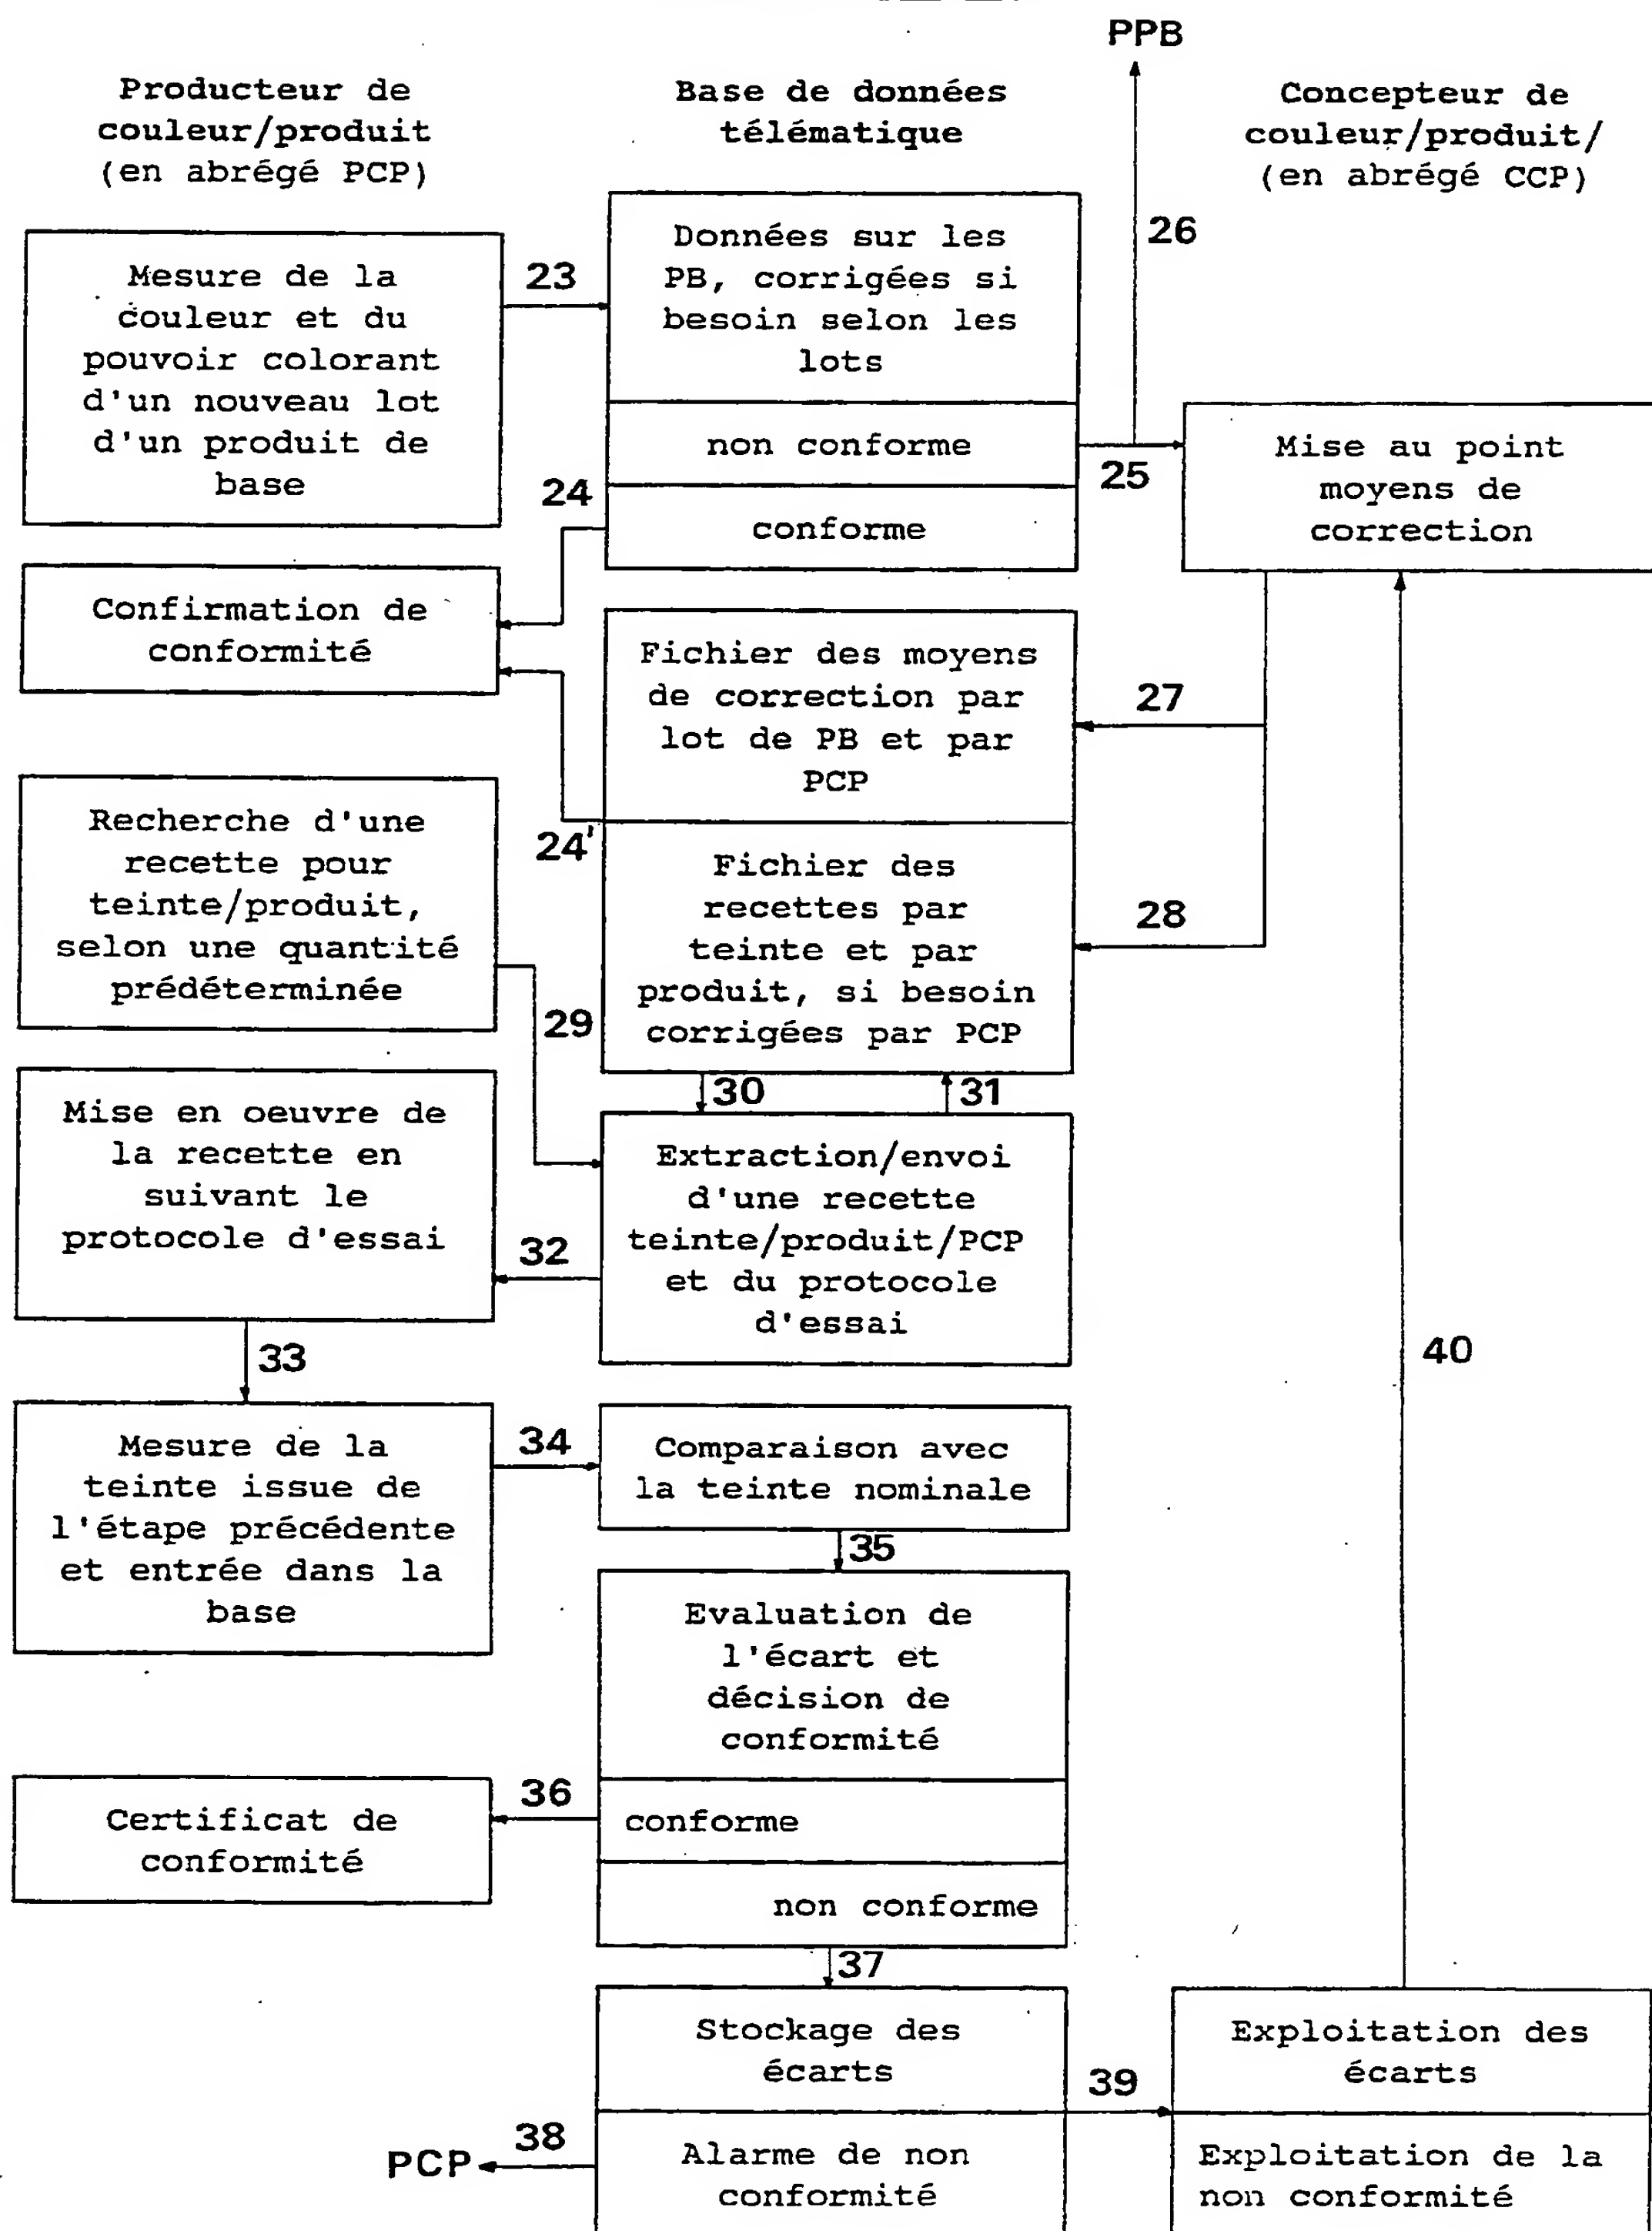 PPB
Producteur de
couleur/produit
(en abrégé PCP)
Base de données
télématique
Concepteur de
couleur/produit/
(en abrégé CCP)
26
Mesure de la
couleur et du
pouvoir colorant
d'un nouveau lot
d'un produit de
base
23
Données sur les
PB, corrigées si
besoin selon les
lots
non conforme
conforme
24
25
Mise au point
moyens de
correction
Confirmation de
conformité
Fichier des moyens
de correction par
lot de PB et par
PCP
27
24'
Recherche d'une
recette pour
teinte/produit,
selon une quantité
prédéterminée
Fichier des
recettes par
teinte et par
produit, si besoin
corrigées par PCP
28
29
30
31
Mise en oeuvre de
la recette en
suivant le
protocole d'essai
Extraction/envoi
d'une recette
teinte/produit/PCP
et du protocole
d'essai
32
33
40
Mesure de la
teinte issue de
l'étape précédente
et entrée dans la
base
34
Comparaison avec
la teinte nominale
35
Evaluation de
l'écart et
décision de
conformité
conforme
non conforme
36
Certificat de
conformité
37
Stockage des
écarts
Alarme de non
conformité
38
PCP
39
Exploitation des
écarts
Exploitation de la
non conformité